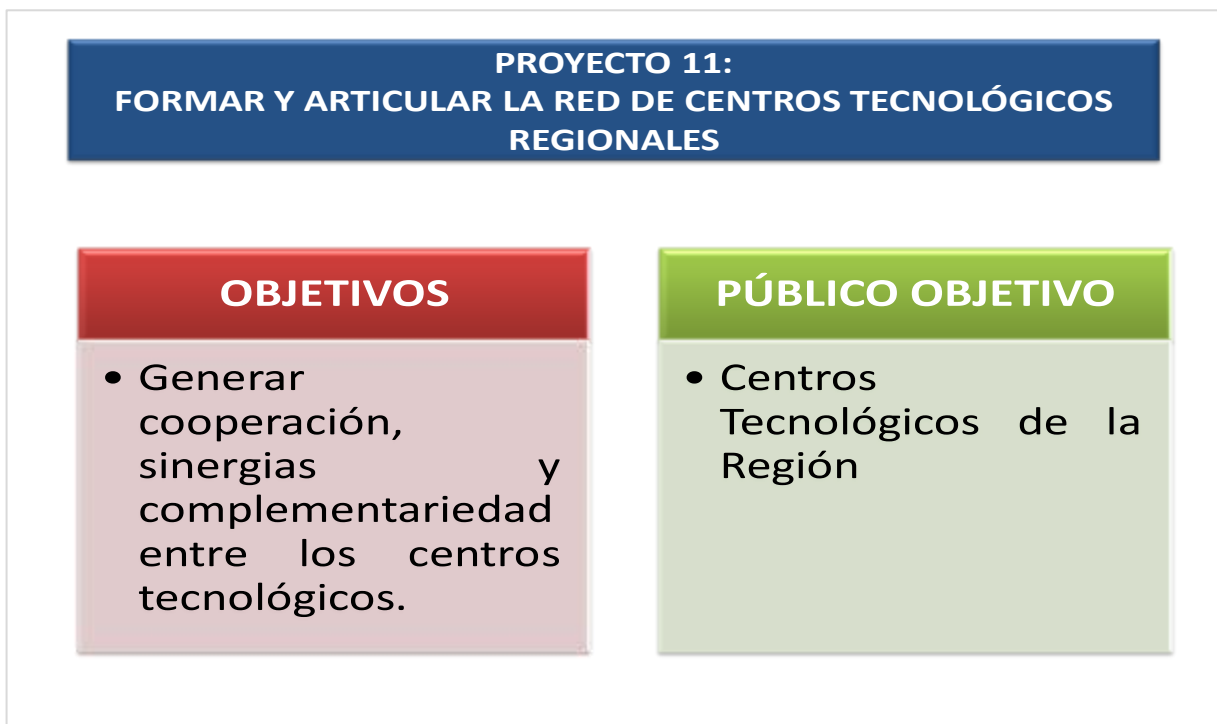 PROYECTO 11:
FORMAR Y ARTICULAR LA RED DE CENTROS TECNOLÓGICOS
REGIONALES
OBJETIVOS
• Generar
cooperación,
sinergias y
complementariedad
entre los centros
tecnológicos.
PÚBLICO OBJETIVO
• Centros
Tecnológicos de la
Región